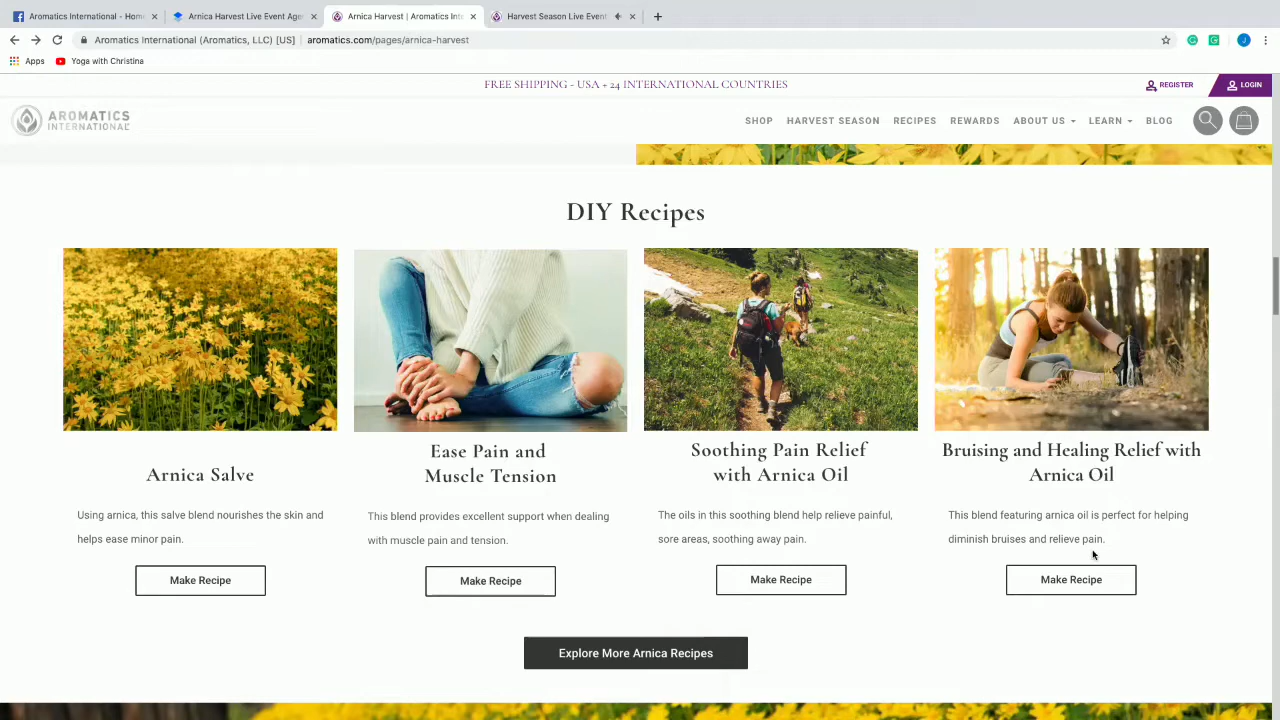 Aromatics International - Hom
Arnica Harvest Live Event Age
Arnica Harvest | Aromatics Inte
Harvest Season Live Event
Aromatics International (Aromatics, LLC) [US] | aromatics.com/pages/arnica-harvest
Apps
Yoga with Christina
FREE SHIPPING - USA + 24 INTERNATIONAL COUNTRIES
REGISTER
LOGIN
AROMATICS
INTERNATIONAL
SHOP
HARVEST SEASON
RECIPES
REWARDS
ABOUT US
LEARN
BLOG
DIY Recipes
Arnica Salve
Using arnica, this salve blend nourishes the skin and
helps ease minor pain.
Make Recipe
Ease Pain and
Muscle Tension
This blend provides excellent support when dealing
with muscle pain and tension.
Make Recipe
Soothing Pain Relief
with Arnica Oil
The oils in this soothing blend help relieve painful,
sore areas, soothing away pain.
Make Recipe
Bruising and Healing Relief with
Arnica Oil
This blend featuring arnica oil is perfect for helping
diminish bruises and relieve pain.
Make Recipe
Explore More Arnica Recipes